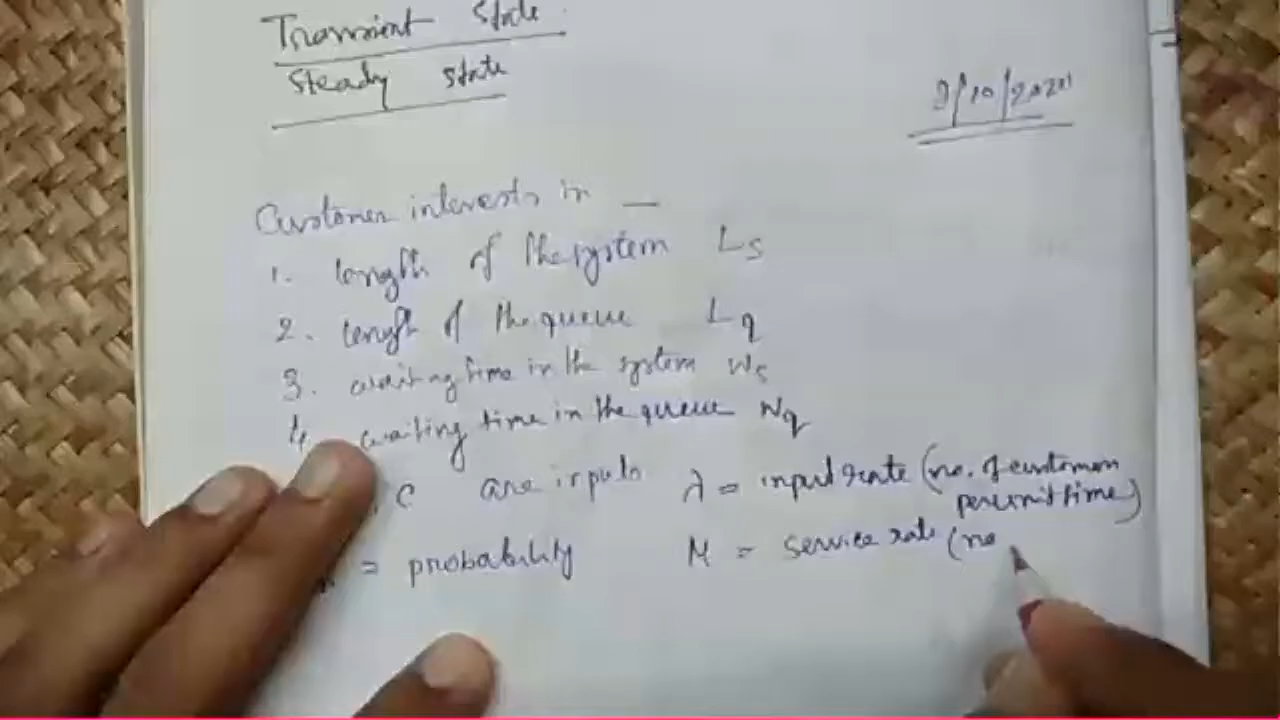 Transient State
Steady State
9/10/2021
Customer interests in —
1. length of the system Ls
2. length of the queue Lq
3. waiting time in the system Ws
4. waiting time in the queue Wq
, c are inputs λ = input rate (no. of customers
per unit time)
= probability μ = service rate (no